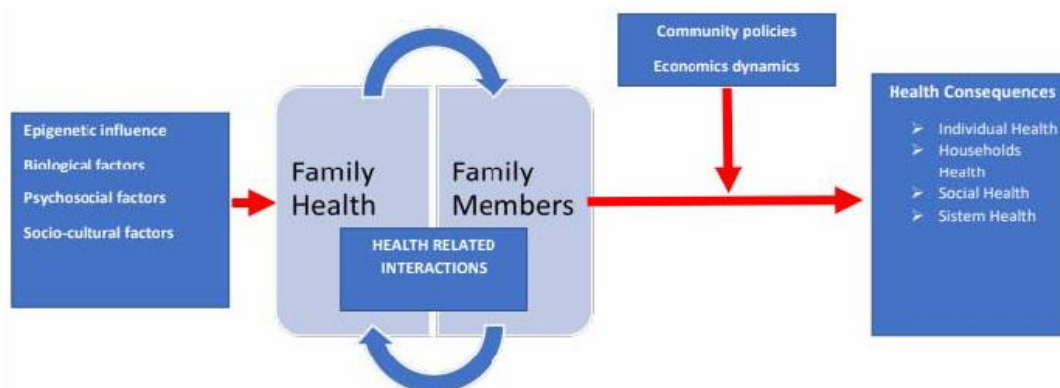 Community policies
Economics dynamics
Epigenetic influence
Biological factors
Psychosocial factors
Socio-cultural factors
Family
Health
Family
Members
HEALTH RELATED
INTERACTIONS
Health Consequences
Individual Health
Households
Health
Social Health
Sistem Health